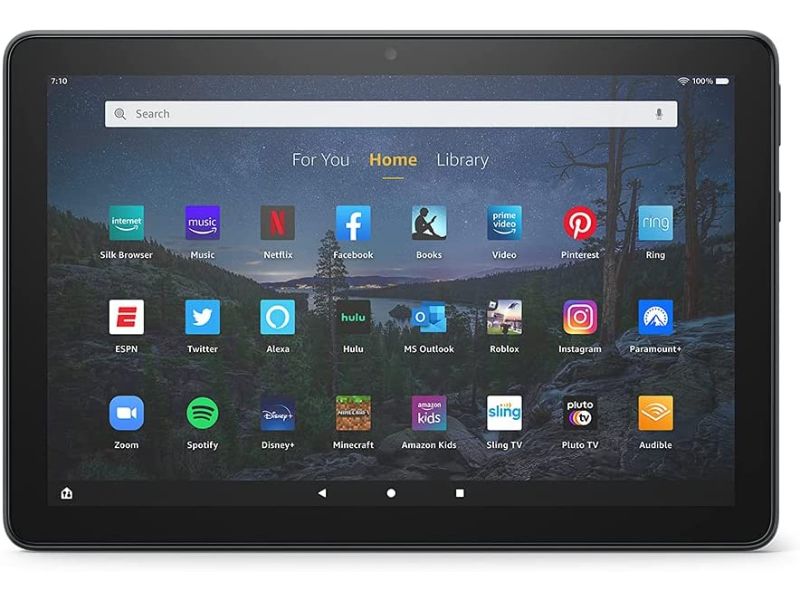 7:10
100%
Search
For You Home Library
internet
music
N
f
prime
video
ring
Silk Browser Music Netflix Facebook Books Video Pinterest Ring
E
hulu
O
ESPN Twitter Alexa Hulu MS Outlook Roblox Instagram Paramount+
Disney+
MINECRAFT
amazon
kids
sling
pluto
tv
Zoom Spotify Disney+ Minecraft Amazon Kids Sling TV Pluto TV Audible